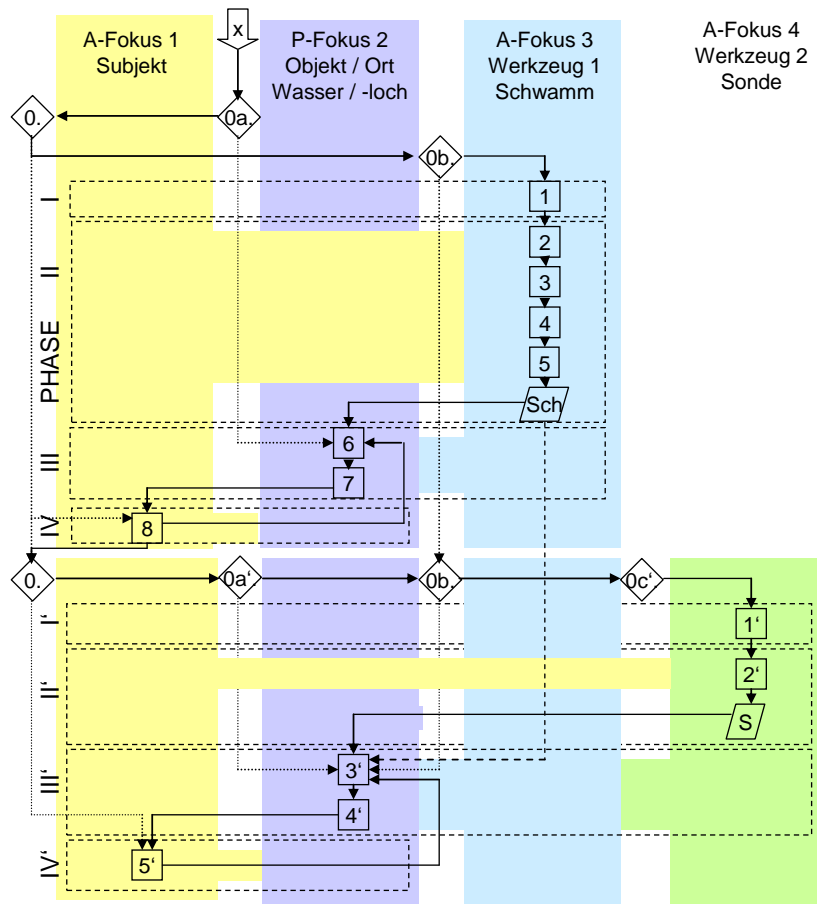 x
A-Fokus 1
Subjekt
P-Fokus 2
Objekt / Ort
Wasser / -loch
A-Fokus 3
Werkzeug 1
Schwamm
A-Fokus 4
Werkzeug 2
Sonde
0.
0a.
0b.
I
1
II
2
3
4
5
PHASE
Sch
III
6
7
IV
8
0.
0a‘
0b.
0c‘.
I‘
1‘
II‘
2‘
S
III‘
3‘
4‘
IV‘
5‘